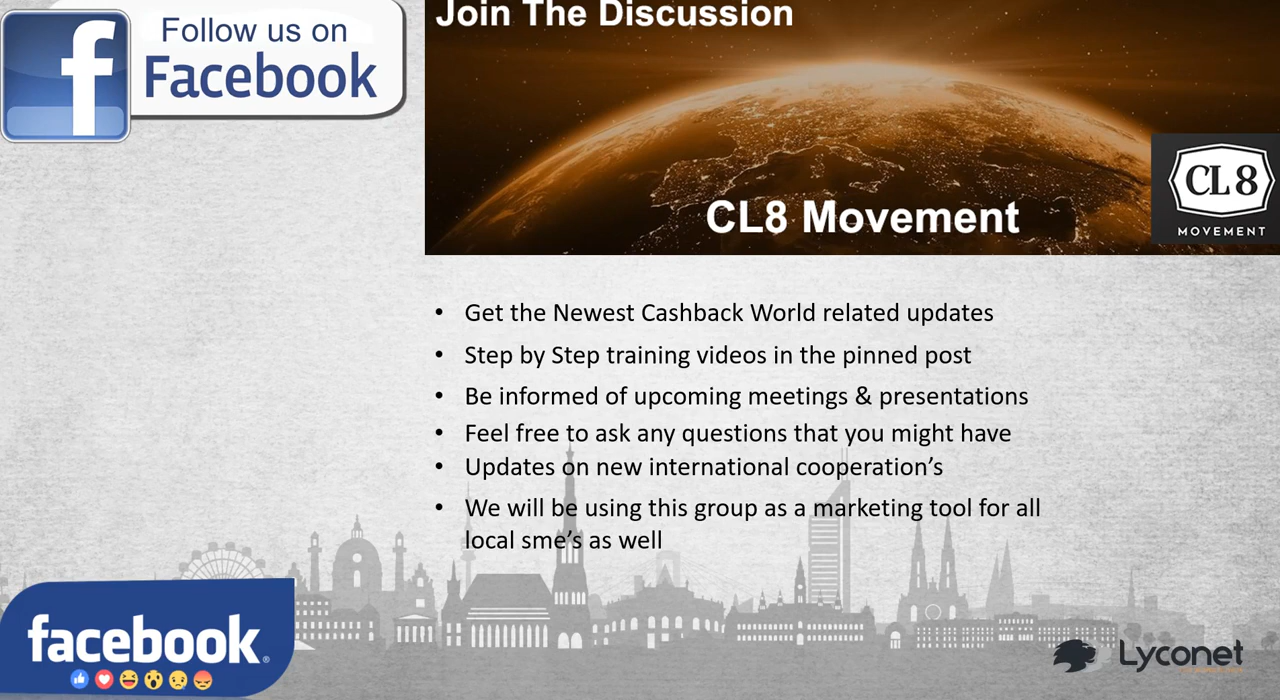 Follow us on
Facebook
Join The Discussion
CL8 Movement
CL8
MOVEMENT
• Get the Newest Cashback World related updates
• Step by Step training videos in the pinned post
• Be informed of upcoming meetings & presentations
• Feel free to ask any questions that you might have
• Updates on new international cooperation’s
• We will be using this group as a marketing tool for all
local sme’s as well
facebook®
Lyconet